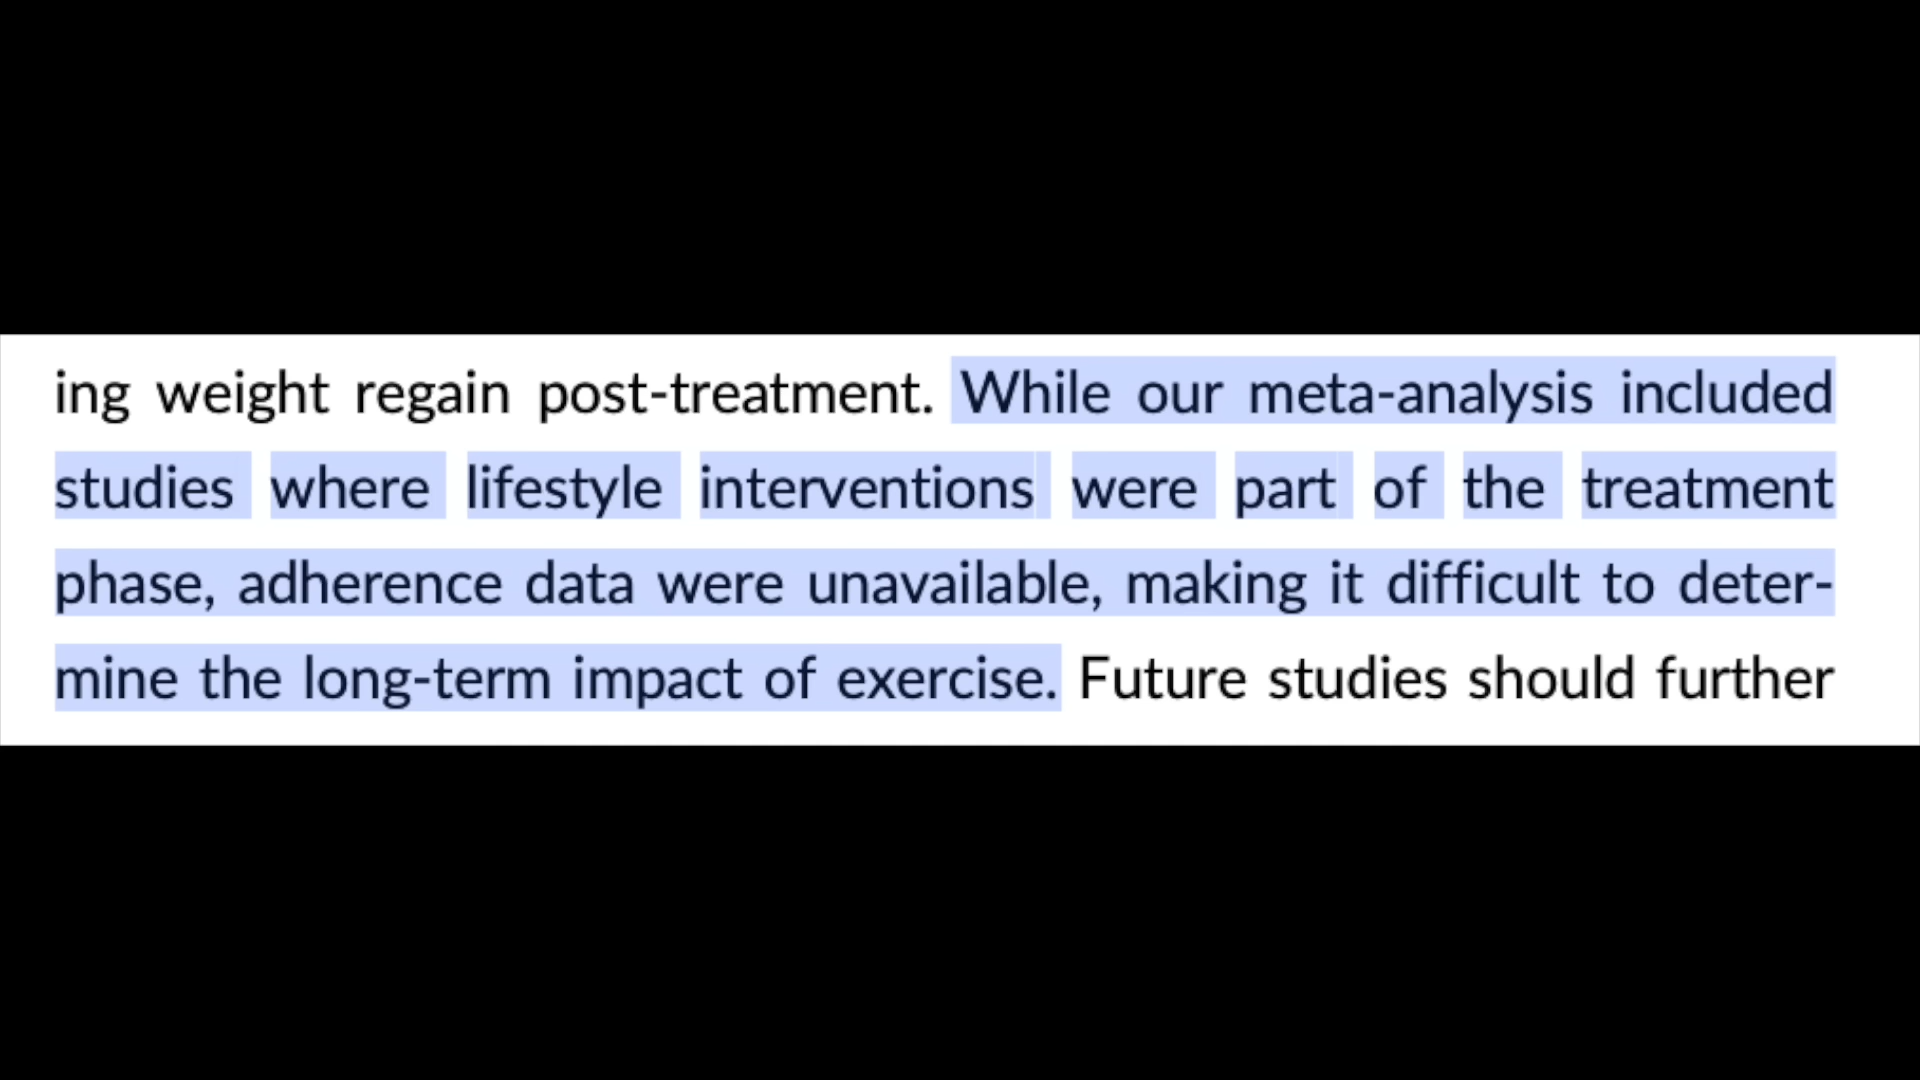 ing weight regain post-treatment. While our meta-analysis included
studies where lifestyle interventions were part of the treatment
phase, adherence data were unavailable, making it difficult to deter-
mine the long-term impact of exercise. Future studies should further